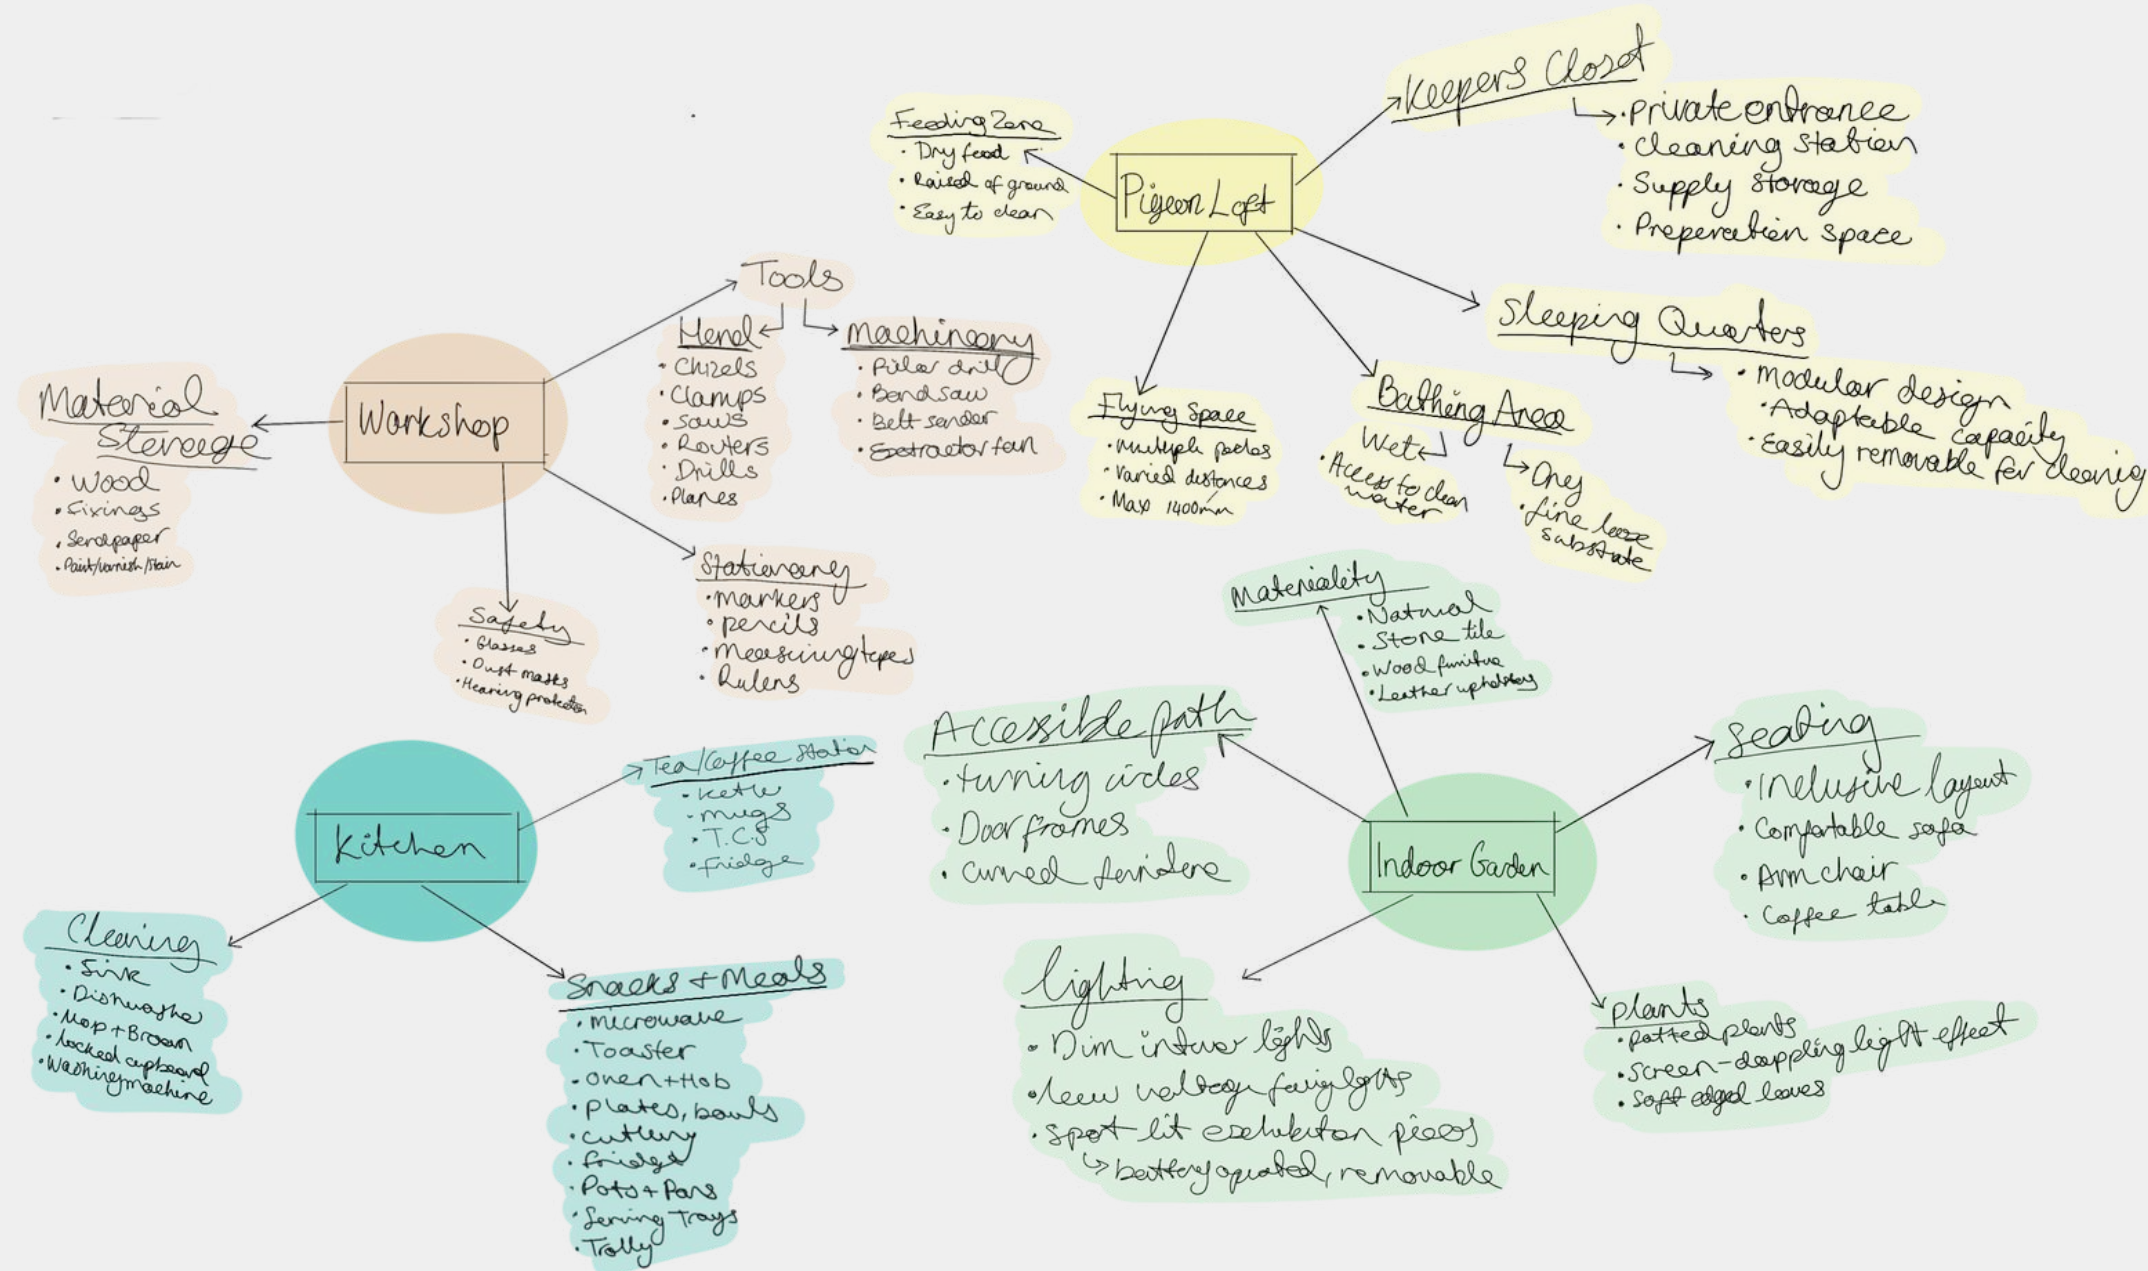 Pigeon Loft
Feeding Zone
• Dry feed
• Raised of ground
• Easy to clean
Keepers Closet
• private entrance
• Cleaning Station
• Supply storage
• Preperation space
Sleeping Quarters
• modular design
• Adaptable capacity
• Easily removable for cleaning
Flying Space
• Multiple
• Varied distances
• Max 1400mm
Bathing Area
Wet
• Access to clean
water
Dry
• fine loose
substrate
Workshop
Tools
Hand
• Chizels
• Clamps
• Saws
• Routers
• Drills
• Planes
Machineary
• Pillar drill
• Bandsaw
• Belt sander
• Extractor fan
Material
Storage
• Wood
• Fixings
• Sandpaper
• Paint/varnish/stain
Safety
• Glasses
• Dust masks
• Hearing protection
Stationary
• markers
• pencils
• measuring tapes
• Rulers
Kitchen
Tea/Coffee Station
• kettle
• mugs
• T.C.S
• fridge
Cleaning
• Sink
• Dishwasher
• Mop + Broom
• locked cupboard
• Washing machine
Snacks + Meals
• microwave
• Toaster
• oven + Hob
• plates, bowls
• cutlery
• fridge
• Pots + Pans
• Serving Trays
• Trolly
Indoor Garden
Materiality
• Natural
• Stone tile
• Wood furniture
• Leather upholstery
Accessible path
• turning circles
• Door frames
• curved furniture
Seating
• Inclusive layout
• Comfortable sofa
• Arm chair
• Coffee table
lighting
• Dim interior lights
• low voltage fairy lights
• spot lit exhibition pieces
battery operated, removable
plants
• potted plants
• screen-dappling light effect
• soft edged leaves